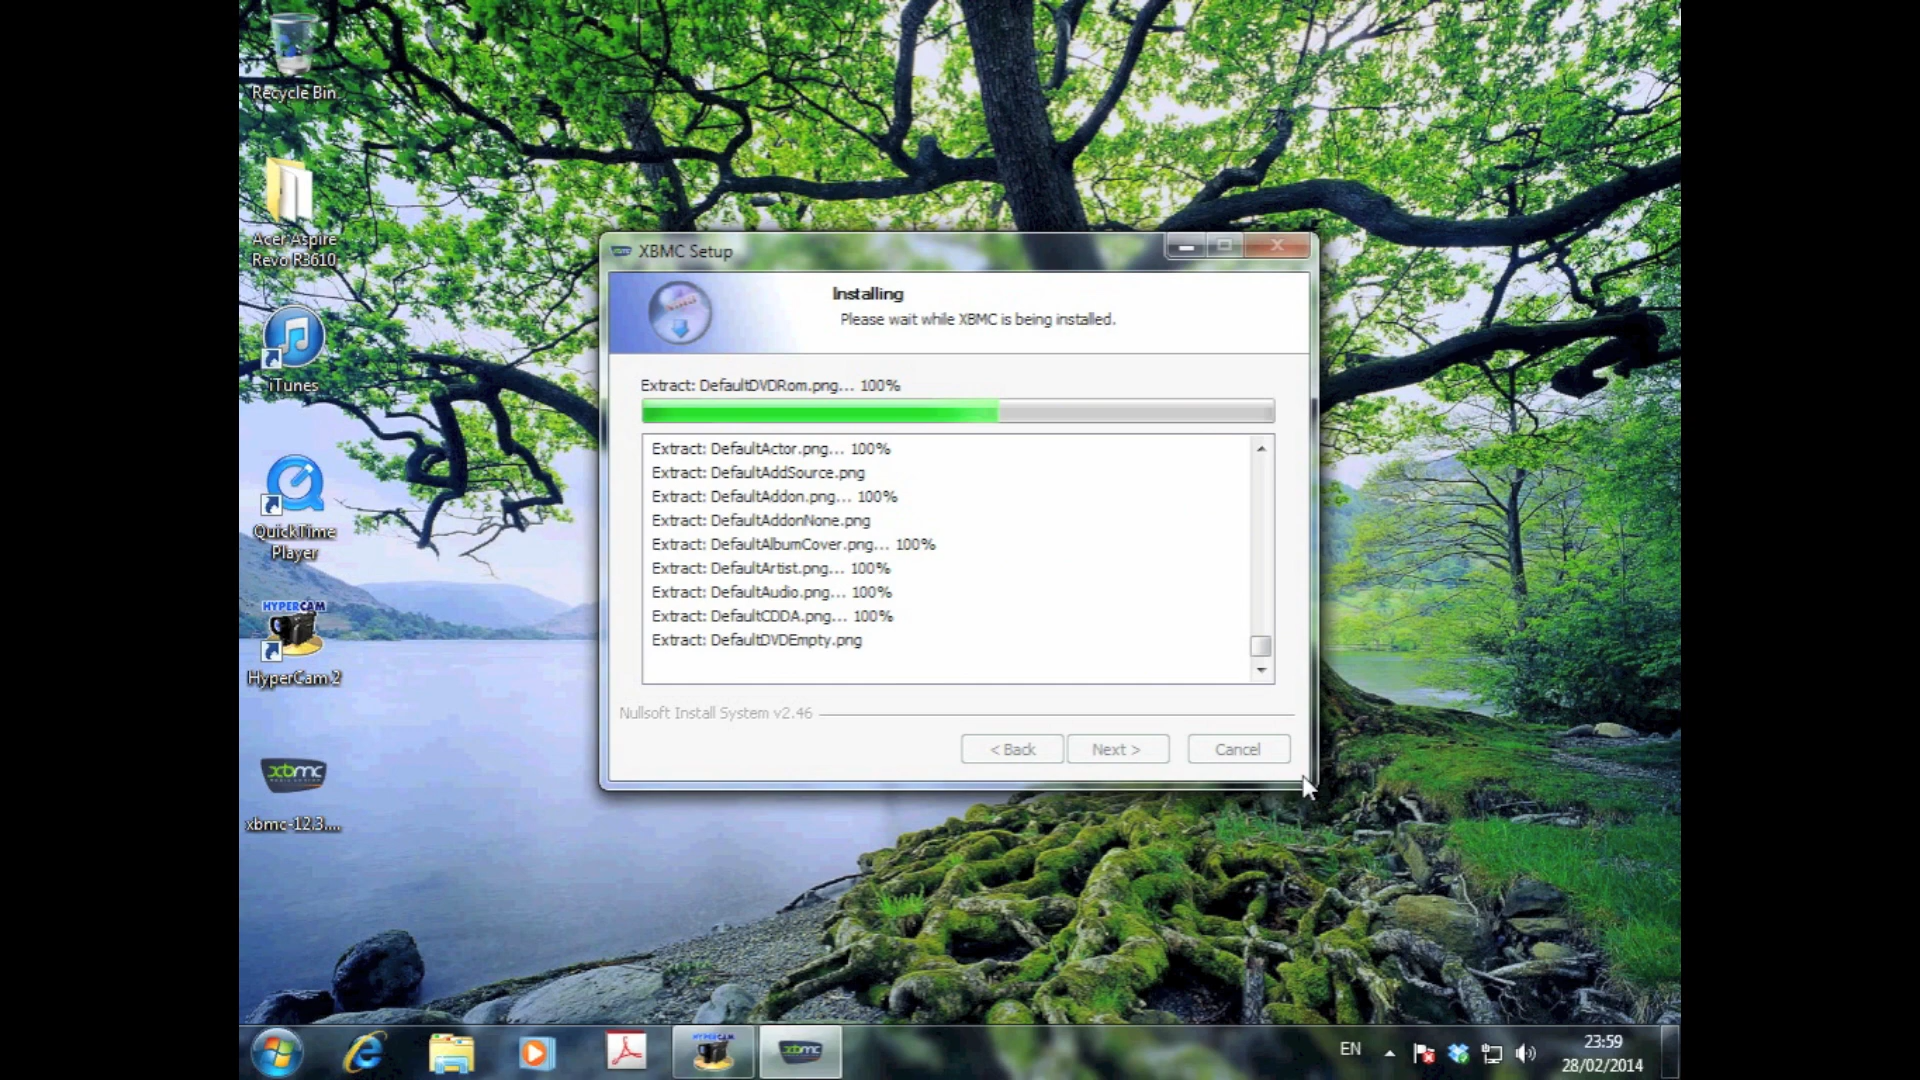 Recycle Bin
Acer Aspire
Revo R3610
iTunes
QuickTime
Player
HYPERCAM
HyperCam 2
xbmc
xbmc-12.3....
XBMC Setup
Installing
Please wait while XBMC is being installed.
Extract: DefaultDVDRom.png... 100%
Extract: DefaultActor.png... 100%
Extract: DefaultAddSource.png
Extract: DefaultAddon.png... 100%
Extract: DefaultAddonNone.png
Extract: DefaultAlbumCover.png... 100%
Extract: DefaultArtist.png... 100%
Extract: DefaultAudio.png... 100%
Extract: DefaultCDDA.png... 100%
Extract: DefaultDVDEmpty.png
Nullsoft Install System v2.46
< Back
Next >
Cancel
HYPERCAM
xbmc
EN
23:59
28/02/2014